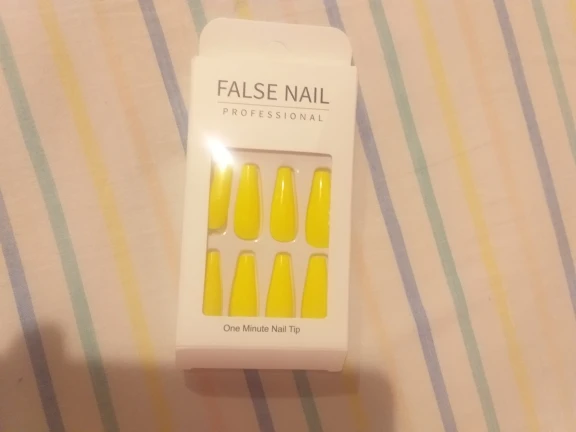 FALSE NAIL
PROFESSIONAL
One Minute Nail Tip